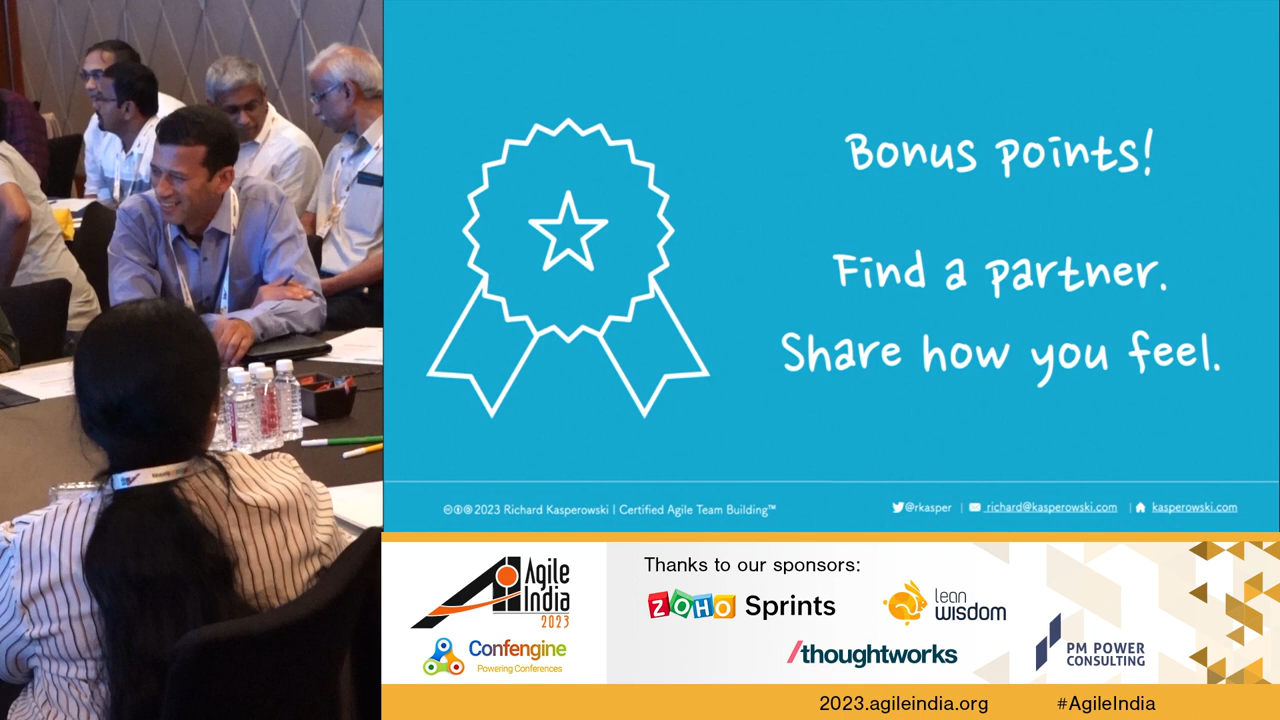 Bonus points!
Find a partner.
Share how you feel.
2023 Richard Kasperowski | Certified Agile Team Building™
@rkasper | richard@kasperowski.com | kasperowski.com
Agile
India
2023
Confengine
Powering Conferences
Thanks to our sponsors:
ZOHO Sprints
lean
wisdom
/thoughtworks
PM POWER
CONSULTING
2023.agileindia.org #AgileIndia